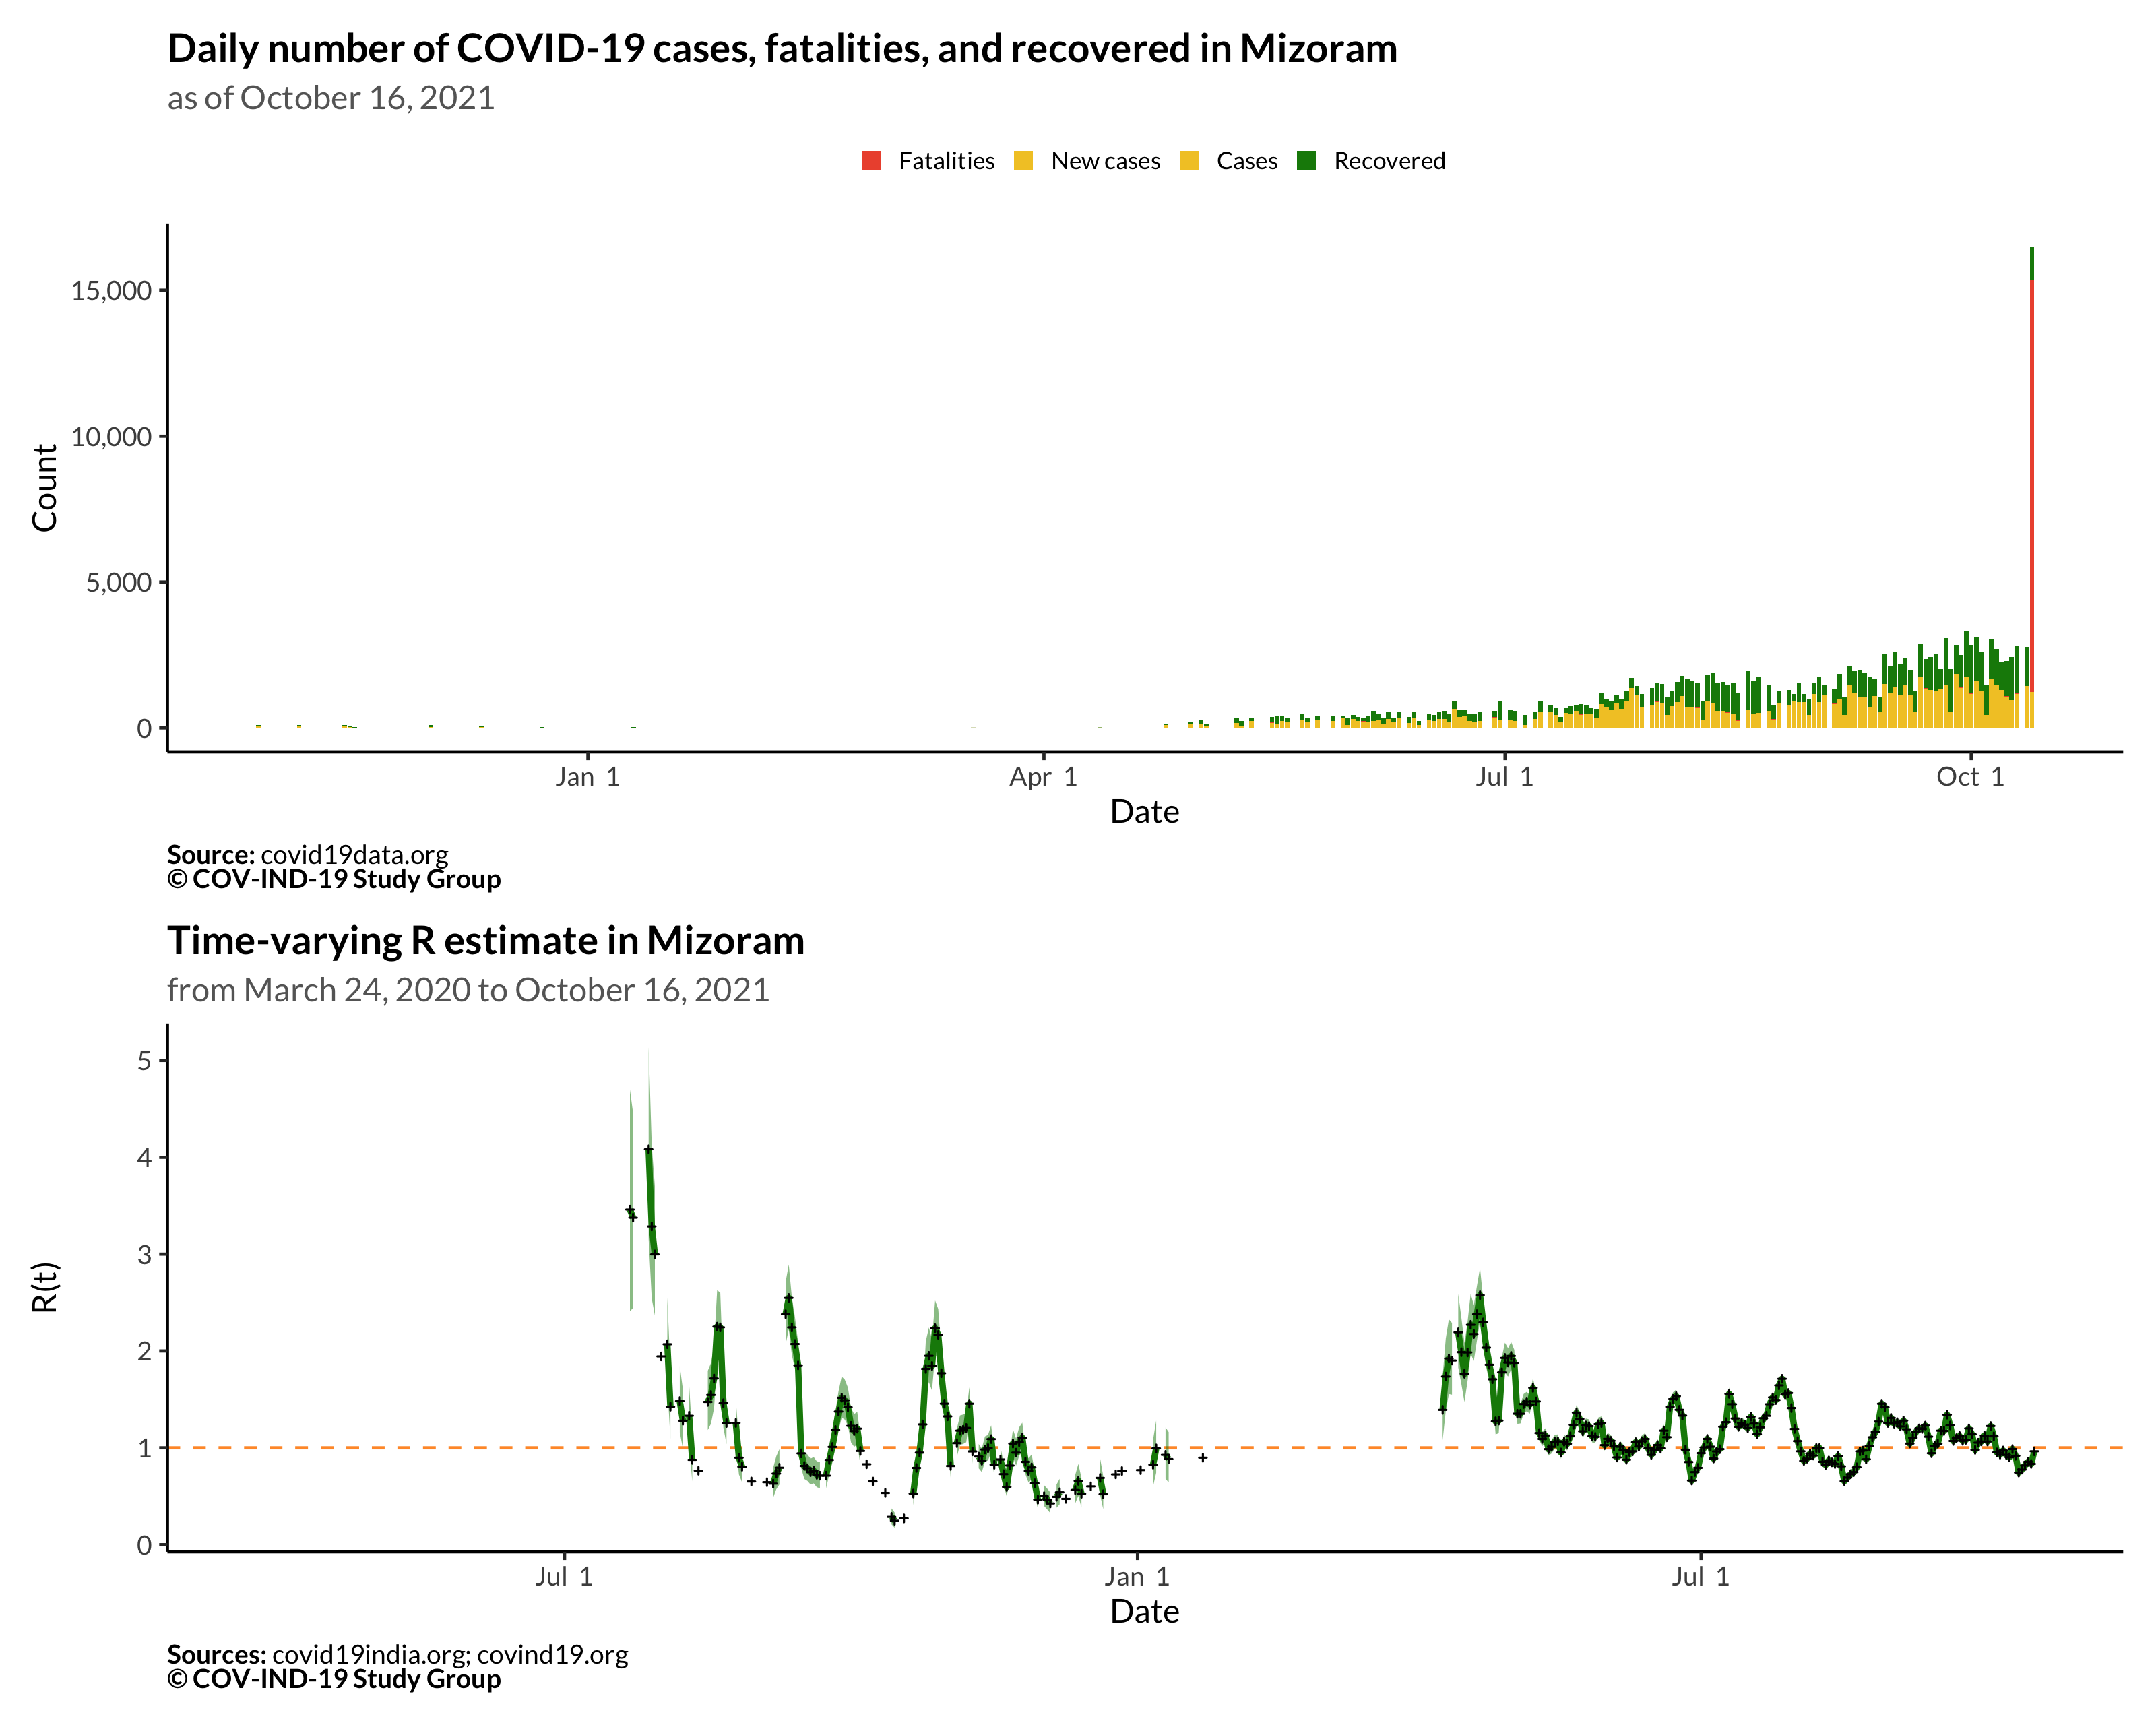 Daily number of COVID-19 cases, fatalities, and recovered in Mizoram
as of October 16, 2021
Fatalities New cases Cases Recovered
15,000
10,000
5,000
0
Count
Jan 1 Apr 1 Jul 1 Oct 1
Date
Source: covid19data.org
© COV-IND-19 Study Group
Time-varying R estimate in Mizoram
from March 24, 2020 to October 16, 2021
5
4
3
2
1
0
R(t)
Jul 1 Jan 1 Jul 1
Date
Sources: covid19india.org; covind19.org
© COV-IND-19 Study Group